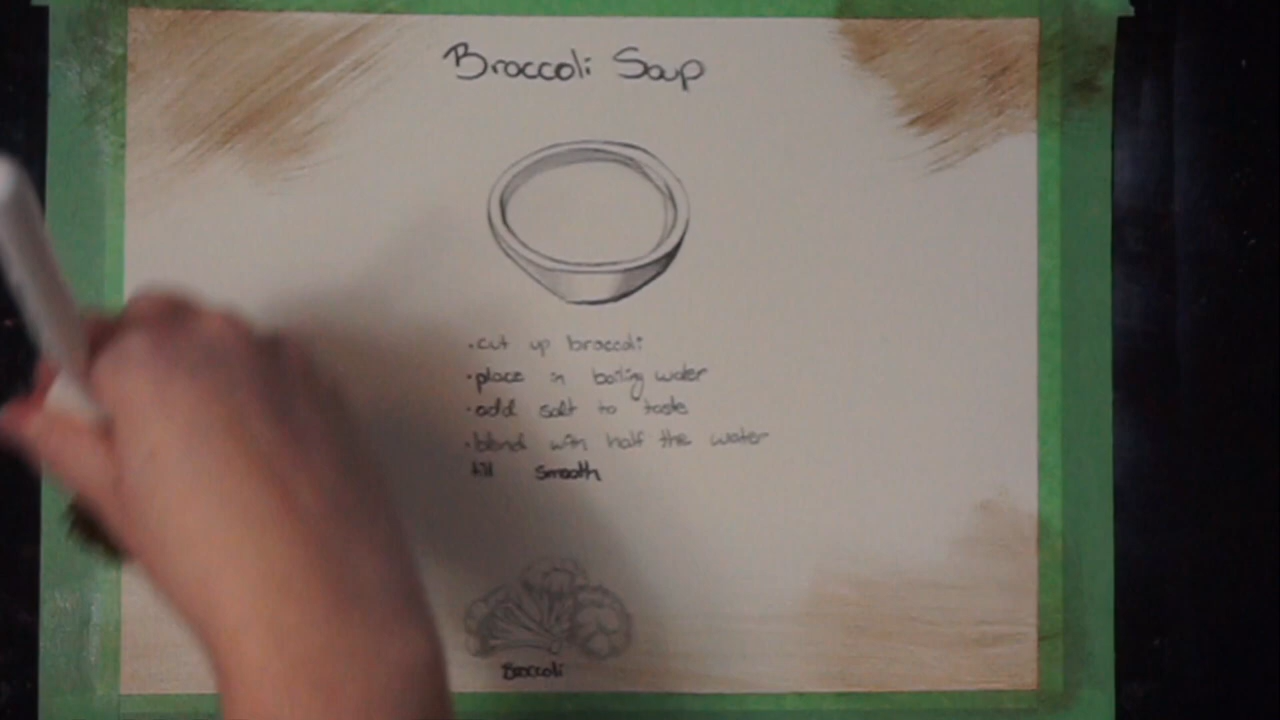 Broccoli Soup
• cut up broccoli
• place in boiling water
• add salt to taste
• blend with half the water
till smooth
Broccoli